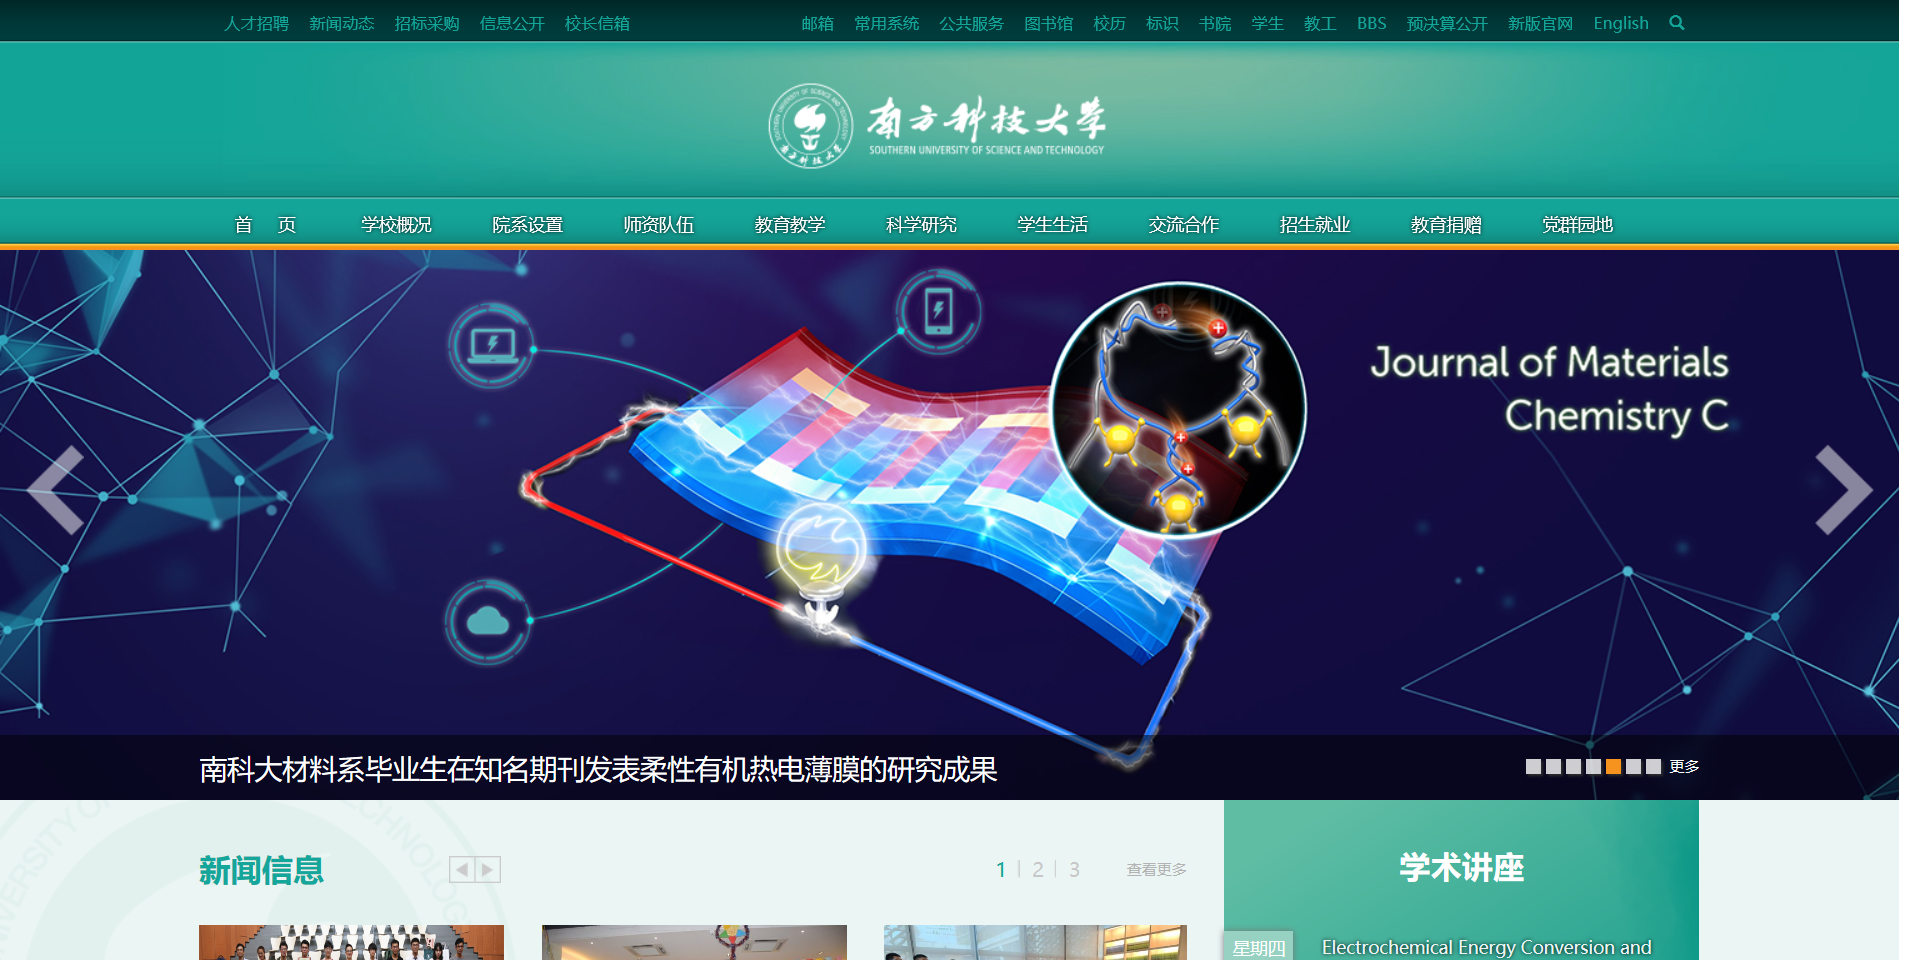 人才招聘 新闻动态 招标采购 信息公开 校长信箱 邮箱 常用系统 公共服务 图书馆 校历 标识 书院 学生 教工 BBS 预决算公开 新版官网 English
南方科技大学
SOUTHERN UNIVERSITY OF SCIENCE AND TECHNOLOGY
首 页 学校概况 院系设置 师资队伍 教育教学 科学研究 学生生活 交流合作 招生就业 教育捐赠 党群园地
Journal of Materials
Chemistry C
南科大材料系毕业生在知名期刊发表柔性有机热电薄膜的研究成果 更多
新闻信息 1 2 3 查看更多
学术讲座
星期四 Electrochemical Energy Conversion and